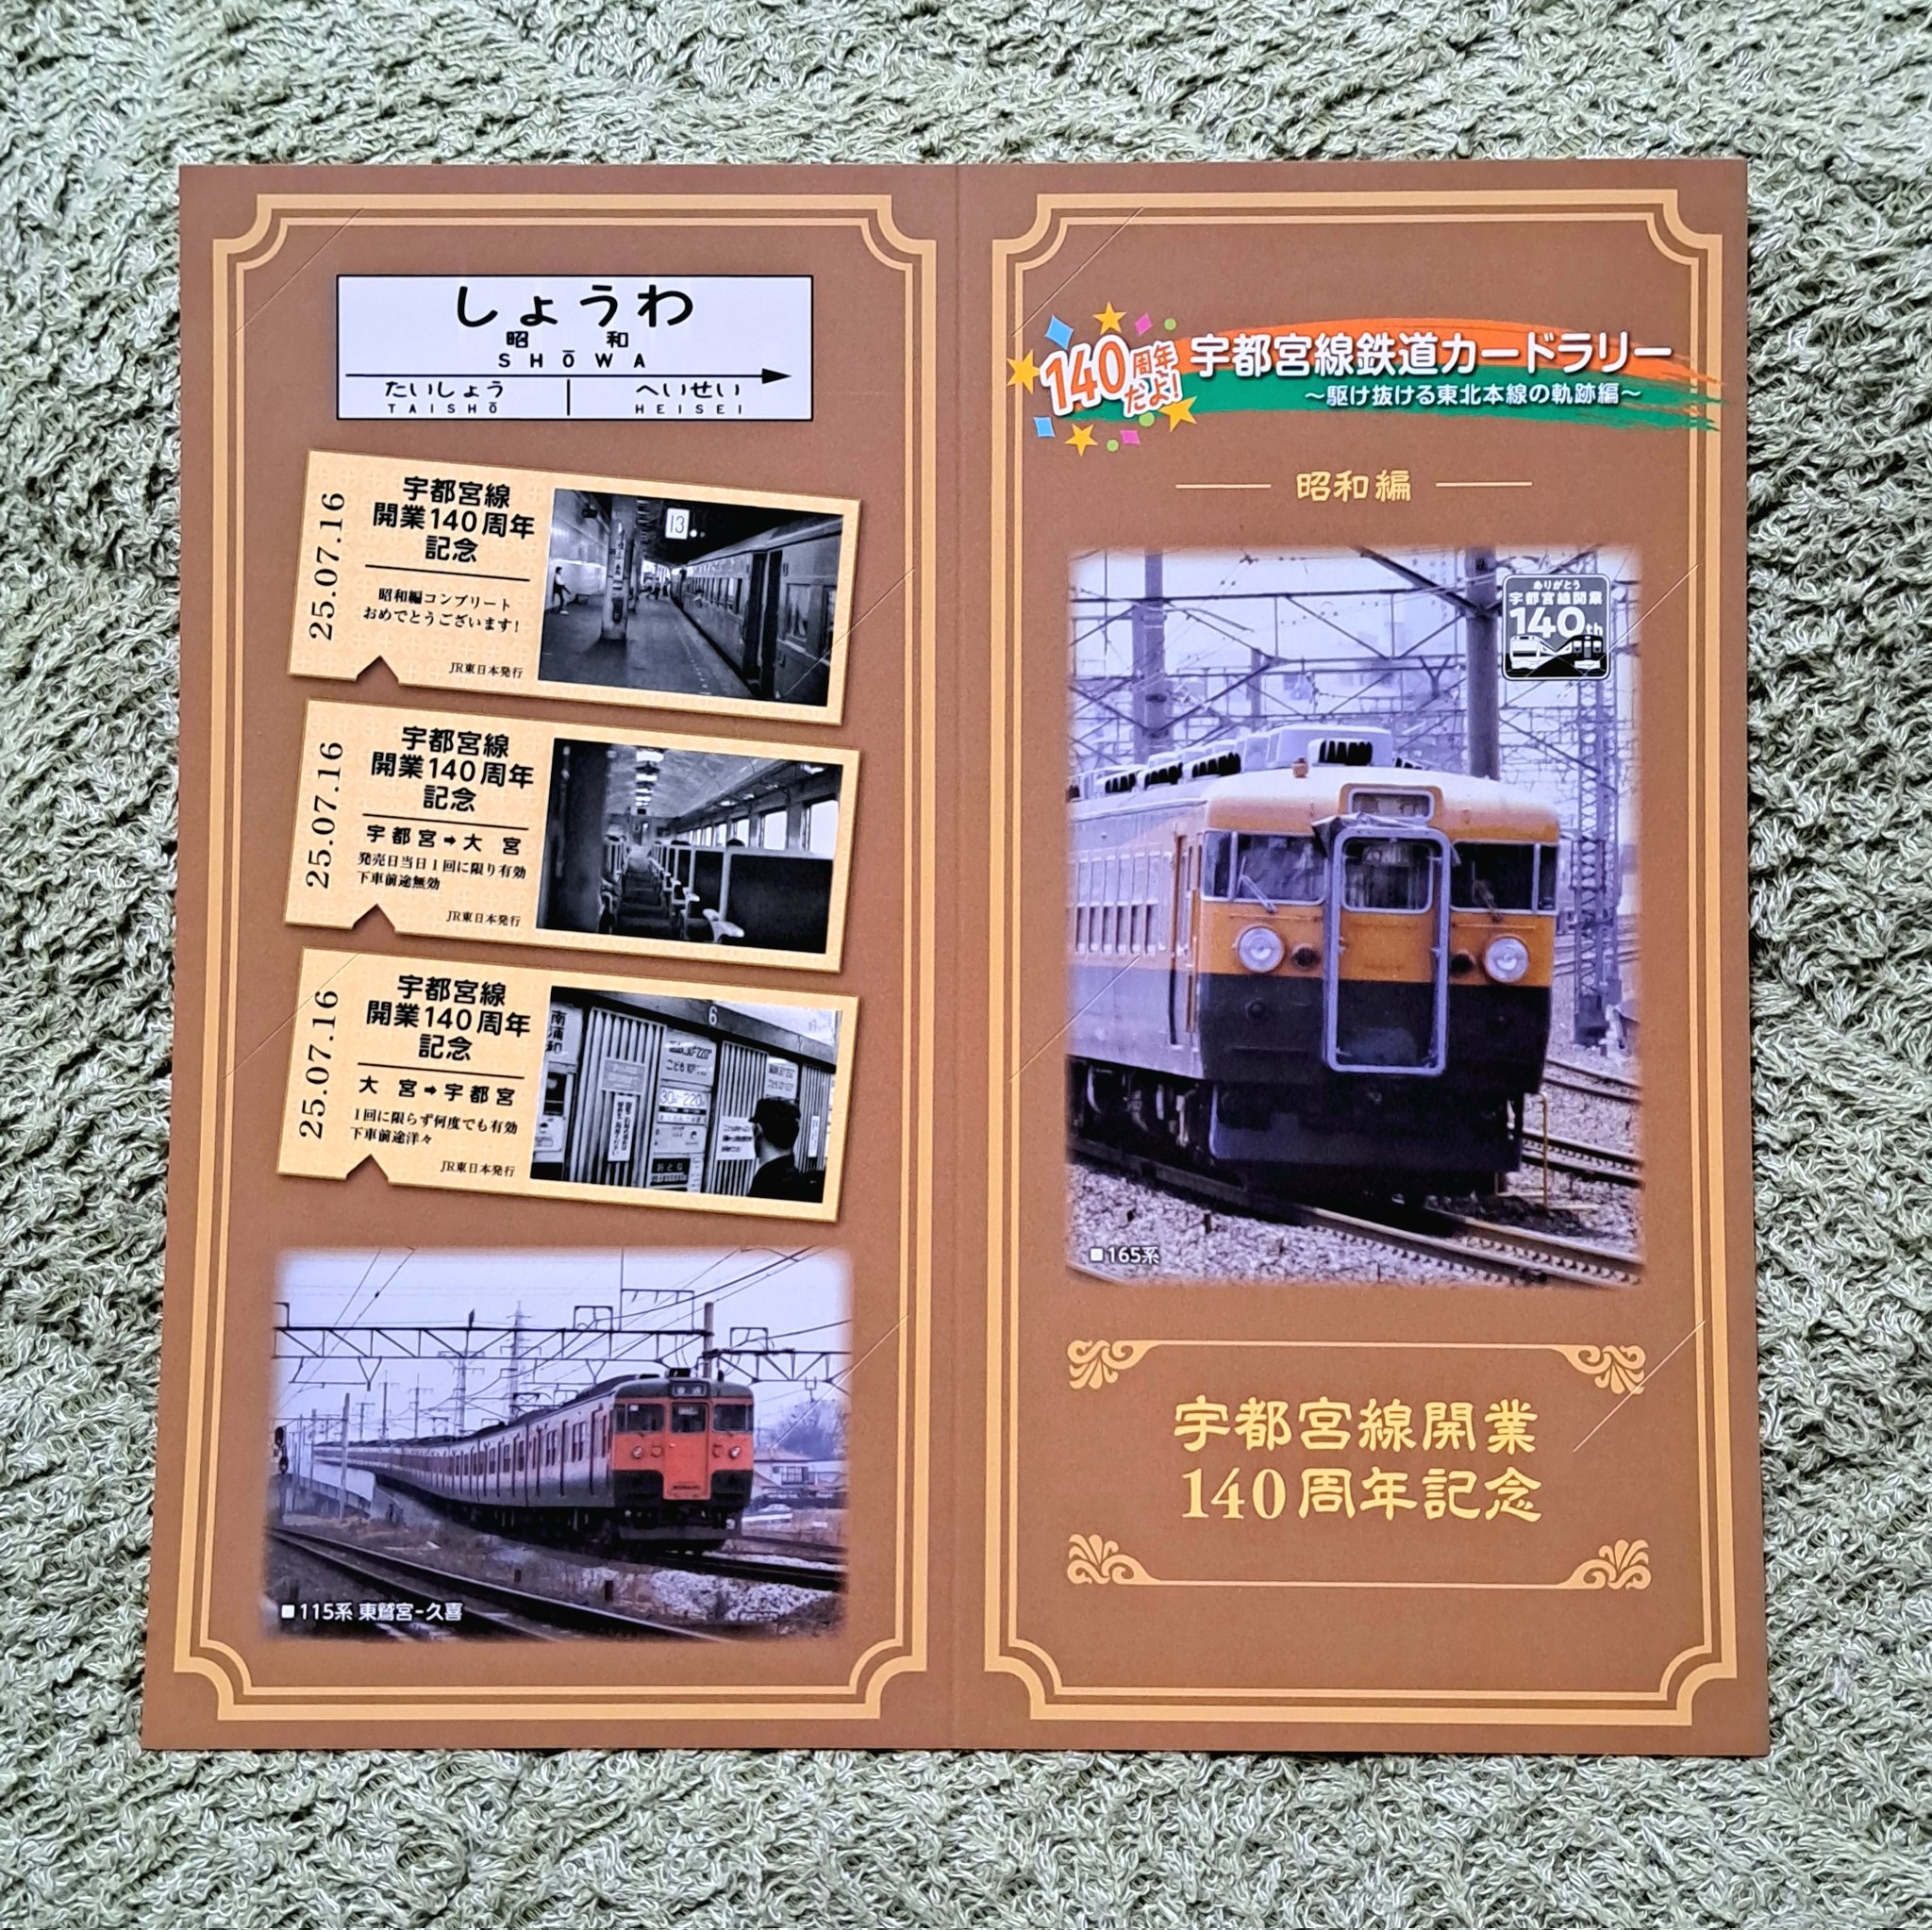 しょうわ
昭和
SHŌWA
たいしょう へいせい
TAISHŌ HEISEI
25.07.16
宇都宮線
開業140周年
記念
昭和編コンプリート
おめでとうございます!
JR東日本発行
13
25.07.16
宇都宮線
開業140周年
記念
宇都宮➡大宮
発売日当日1回に限り有効
下車前途無効
JR東日本発行
25.07.16
宇都宮線
開業140周年
記念
大宮➡宇都宮
1回に限らず何度でも有効
下車前途洋々
JR東日本発行
6
南浦和
30
220
おとな
■115系 東鷲宮-久喜
140周年
だよ!
宇都宮線鉄道カードラリー
～駆け抜ける東北本線の軌跡編～
昭和編
ありがとう
宇都宮線開業
140th
■165系
宇都宮線開業
140周年記念